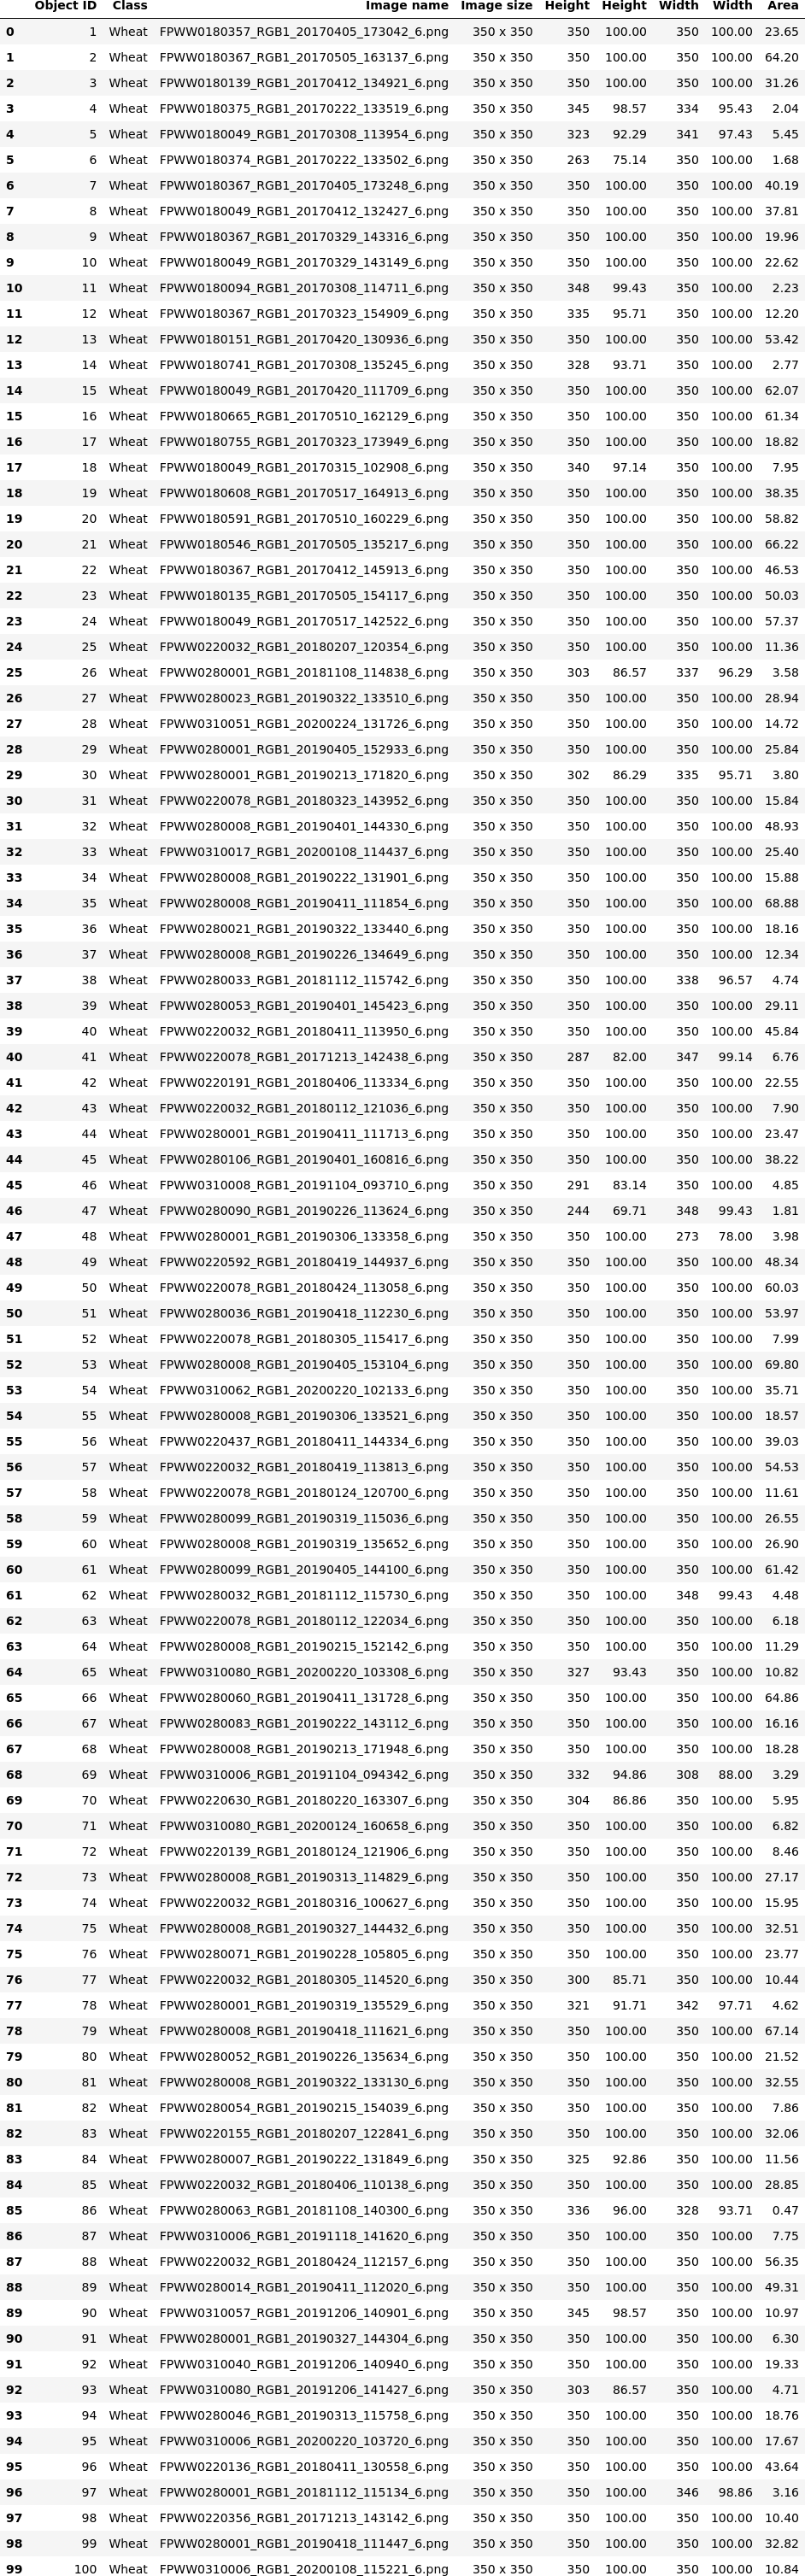 Object ID Class Image name Image size Height Height Width Width Area
0 1 Wheat FPWW0180357_RGB1_20170405_173042_6.png 350 x 350 350 100.00 350 100.00 23.65
1 2 Wheat FPWW0180367_RGB1_20170505_163137_6.png 350 x 350 350 100.00 350 100.00 64.20
2 3 Wheat FPWW0180139_RGB1_20170412_134921_6.png 350 x 350 350 100.00 350 100.00 31.26
3 4 Wheat FPWW0180375_RGB1_20170222_133519_6.png 350 x 350 345 98.57 334 95.43 2.04
4 5 Wheat FPWW0180049_RGB1_20170308_113954_6.png 350 x 350 323 92.29 341 97.43 5.45
5 6 Wheat FPWW0180374_RGB1_20170222_133502_6.png 350 x 350 263 75.14 350 100.00 1.68
6 7 Wheat FPWW0180367_RGB1_20170405_173248_6.png 350 x 350 350 100.00 350 100.00 40.19
7 8 Wheat FPWW0180049_RGB1_20170412_132427_6.png 350 x 350 350 100.00 350 100.00 37.81
8 9 Wheat FPWW0180367_RGB1_20170329_143316_6.png 350 x 350 350 100.00 350 100.00 19.96
9 10 Wheat FPWW0180049_RGB1_20170329_143149_6.png 350 x 350 350 100.00 350 100.00 22.62
10 11 Wheat FPWW0180094_RGB1_20170308_114711_6.png 350 x 350 348 99.43 350 100.00 2.23
11 12 Wheat FPWW0180367_RGB1_20170323_154909_6.png 350 x 350 335 95.71 350 100.00 12.20
12 13 Wheat FPWW0180151_RGB1_20170420_130936_6.png 350 x 350 350 100.00 350 100.00 53.42
13 14 Wheat FPWW0180741_RGB1_20170308_135245_6.png 350 x 350 328 93.71 350 100.00 2.77
14 15 Wheat FPWW0180049_RGB1_20170420_111709_6.png 350 x 350 350 100.00 350 100.00 62.07
15 16 Wheat FPWW0180665_RGB1_20170510_162129_6.png 350 x 350 350 100.00 350 100.00 61.34
16 17 Wheat FPWW0180755_RGB1_20170323_173949_6.png 350 x 350 350 100.00 350 100.00 18.82
17 18 Wheat FPWW0180049_RGB1_20170315_102908_6.png 350 x 350 340 97.14 350 100.00 7.95
18 19 Wheat FPWW0180608_RGB1_20170517_164913_6.png 350 x 350 350 100.00 350 100.00 38.35
19 20 Wheat FPWW0180591_RGB1_20170510_160229_6.png 350 x 350 350 100.00 350 100.00 58.82
20 21 Wheat FPWW0180546_RGB1_20170505_135217_6.png 350 x 350 350 100.00 350 100.00 66.22
21 22 Wheat FPWW0180367_RGB1_20170412_145913_6.png 350 x 350 350 100.00 350 100.00 46.53
22 23 Wheat FPWW0180135_RGB1_20170505_154117_6.png 350 x 350 350 100.00 350 100.00 50.03
23 24 Wheat FPWW0180049_RGB1_20170517_142522_6.png 350 x 350 350 100.00 350 100.00 57.37
24 25 Wheat FPWW0220032_RGB1_20180207_120354_6.png 350 x 350 350 100.00 350 100.00 11.36
25 26 Wheat FPWW0280001_RGB1_20181108_114838_6.png 350 x 350 303 86.57 337 96.29 3.58
26 27 Wheat FPWW0280023_RGB1_20190322_133510_6.png 350 x 350 350 100.00 350 100.00 28.94
27 28 Wheat FPWW0310051_RGB1_20200224_131726_6.png 350 x 350 350 100.00 350 100.00 14.72
28 29 Wheat FPWW0280001_RGB1_20190405_152933_6.png 350 x 350 350 100.00 350 100.00 25.84
29 30 Wheat FPWW0280001_RGB1_20190213_171820_6.png 350 x 350 302 86.29 335 95.71 3.80
30 31 Wheat FPWW0220078_RGB1_20180323_143952_6.png 350 x 350 350 100.00 350 100.00 15.84
31 32 Wheat FPWW0280008_RGB1_20190401_144330_6.png 350 x 350 350 100.00 350 100.00 48.93
32 33 Wheat FPWW0310017_RGB1_20200108_114437_6.png 350 x 350 350 100.00 350 100.00 25.40
33 34 Wheat FPWW0280008_RGB1_20190222_131901_6.png 350 x 350 350 100.00 350 100.00 15.88
34 35 Wheat FPWW0280008_RGB1_20190411_111854_6.png 350 x 350 350 100.00 350 100.00 68.88
35 36 Wheat FPWW0280021_RGB1_20190322_133440_6.png 350 x 350 350 100.00 350 100.00 18.16
36 37 Wheat FPWW0280008_RGB1_20190226_134649_6.png 350 x 350 350 100.00 350 100.00 12.34
37 38 Wheat FPWW0280033_RGB1_20181112_115742_6.png 350 x 350 350 100.00 338 96.57 4.74
38 39 Wheat FPWW0280053_RGB1_20190401_145423_6.png 350 x 350 350 100.00 350 100.00 29.11
39 40 Wheat FPWW0220032_RGB1_20180411_113950_6.png 350 x 350 350 100.00 350 100.00 45.84
40 41 Wheat FPWW0220078_RGB1_20171213_142438_6.png 350 x 350 287 82.00 347 99.14 6.76
41 42 Wheat FPWW0220191_RGB1_20180406_113334_6.png 350 x 350 350 100.00 350 100.00 22.55
42 43 Wheat FPWW0220032_RGB1_20180112_121036_6.png 350 x 350 350 100.00 350 100.00 7.90
43 44 Wheat FPWW0280001_RGB1_20190411_111713_6.png 350 x 350 350 100.00 350 100.00 23.47
44 45 Wheat FPWW0280106_RGB1_20190401_160816_6.png 350 x 350 350 100.00 350 100.00 38.22
45 46 Wheat FPWW0310008_RGB1_20191104_093710_6.png 350 x 350 291 83.14 350 100.00 4.85
46 47 Wheat FPWW0280090_RGB1_20190226_113624_6.png 350 x 350 244 69.71 348 99.43 1.81
47 48 Wheat FPWW0280001_RGB1_20190306_133358_6.png 350 x 350 350 100.00 273 78.00 3.98
48 49 Wheat FPWW0220592_RGB1_20180419_144937_6.png 350 x 350 350 100.00 350 100.00 48.34
49 50 Wheat FPWW0220078_RGB1_20180424_113058_6.png 350 x 350 350 100.00 350 100.00 60.03
50 51 Wheat FPWW0280036_RGB1_20190418_112230_6.png 350 x 350 350 100.00 350 100.00 53.97
51 52 Wheat FPWW0220078_RGB1_20180305_115417_6.png 350 x 350 350 100.00 350 100.00 7.99
52 53 Wheat FPWW0280008_RGB1_20190405_153104_6.png 350 x 350 350 100.00 350 100.00 69.80
53 54 Wheat FPWW0310062_RGB1_20200220_102133_6.png 350 x 350 350 100.00 350 100.00 35.71
54 55 Wheat FPWW0280008_RGB1_20190306_133521_6.png 350 x 350 350 100.00 350 100.00 18.57
55 56 Wheat FPWW0220437_RGB1_20180411_144334_6.png 350 x 350 350 100.00 350 100.00 39.03
56 57 Wheat FPWW0220032_RGB1_20180419_113813_6.png 350 x 350 350 100.00 350 100.00 54.53
57 58 Wheat FPWW0220078_RGB1_20180124_120700_6.png 350 x 350 350 100.00 350 100.00 11.61
58 59 Wheat FPWW0280099_RGB1_20190319_115036_6.png 350 x 350 350 100.00 350 100.00 26.55
59 60 Wheat FPWW0280008_RGB1_20190319_135652_6.png 350 x 350 350 100.00 350 100.00 26.90
60 61 Wheat FPWW0280099_RGB1_20190405_144100_6.png 350 x 350 350 100.00 350 100.00 61.42
61 62 Wheat FPWW0280032_RGB1_20181112_115730_6.png 350 x 350 350 100.00 348 99.43 4.48
62 63 Wheat FPWW0220078_RGB1_20180112_122034_6.png 350 x 350 350 100.00 350 100.00 6.18
63 64 Wheat FPWW0280008_RGB1_20190215_152142_6.png 350 x 350 350 100.00 350 100.00 11.29
64 65 Wheat FPWW0310080_RGB1_20200220_103308_6.png 350 x 350 327 93.43 350 100.00 10.82
65 66 Wheat FPWW0280060_RGB1_20190411_131728_6.png 350 x 350 350 100.00 350 100.00 64.86
66 67 Wheat FPWW0280083_RGB1_20190222_143112_6.png 350 x 350 350 100.00 350 100.00 16.16
67 68 Wheat FPWW0280008_RGB1_20190213_171948_6.png 350 x 350 350 100.00 350 100.00 18.28
68 69 Wheat FPWW0310006_RGB1_20191104_094342_6.png 350 x 350 332 94.86 308 88.00 3.29
69 70 Wheat FPWW0220630_RGB1_20180220_163307_6.png 350 x 350 304 86.86 350 100.00 5.95
70 71 Wheat FPWW0310080_RGB1_20200124_160658_6.png 350 x 350 350 100.00 350 100.00 6.82
71 72 Wheat FPWW0220139_RGB1_20180124_121906_6.png 350 x 350 350 100.00 350 100.00 8.46
72 73 Wheat FPWW0280008_RGB1_20190313_114829_6.png 350 x 350 350 100.00 350 100.00 27.17
73 74 Wheat FPWW0220032_RGB1_20180316_100627_6.png 350 x 350 350 100.00 350 100.00 15.95
74 75 Wheat FPWW0280008_RGB1_20190327_144432_6.png 350 x 350 350 100.00 350 100.00 32.51
75 76 Wheat FPWW0280071_RGB1_20190228_105805_6.png 350 x 350 350 100.00 350 100.00 23.77
76 77 Wheat FPWW0220032_RGB1_20180305_114520_6.png 350 x 350 300 85.71 350 100.00 10.44
77 78 Wheat FPWW0280001_RGB1_20190319_135529_6.png 350 x 350 321 91.71 342 97.71 4.62
78 79 Wheat FPWW0280008_RGB1_20190418_111621_6.png 350 x 350 350 100.00 350 100.00 67.14
79 80 Wheat FPWW0280052_RGB1_20190226_135634_6.png 350 x 350 350 100.00 350 100.00 21.52
80 81 Wheat FPWW0280008_RGB1_20190322_133130_6.png 350 x 350 350 100.00 350 100.00 32.55
81 82 Wheat FPWW0280054_RGB1_20190215_154039_6.png 350 x 350 350 100.00 350 100.00 7.86
82 83 Wheat FPWW0220155_RGB1_20180207_122841_6.png 350 x 350 350 100.00 350 100.00 32.06
83 84 Wheat FPWW0280007_RGB1_20190222_131849_6.png 350 x 350 325 92.86 350 100.00 11.56
84 85 Wheat FPWW0220032_RGB1_20180406_110138_6.png 350 x 350 350 100.00 350 100.00 28.85
85 86 Wheat FPWW0280063_RGB1_20181108_140300_6.png 350 x 350 336 96.00 328 93.71 0.47
86 87 Wheat FPWW0310006_RGB1_20191118_141620_6.png 350 x 350 350 100.00 350 100.00 7.75
87 88 Wheat FPWW0220032_RGB1_20180424_112157_6.png 350 x 350 350 100.00 350 100.00 56.35
88 89 Wheat FPWW0280014_RGB1_20190411_112020_6.png 350 x 350 350 100.00 350 100.00 49.31
89 90 Wheat FPWW0310057_RGB1_20191206_140901_6.png 350 x 350 345 98.57 350 100.00 10.97
90 91 Wheat FPWW0280001_RGB1_20190327_144304_6.png 350 x 350 350 100.00 350 100.00 6.30
91 92 Wheat FPWW0310040_RGB1_20191206_140940_6.png 350 x 350 350 100.00 350 100.00 19.33
92 93 Wheat FPWW0310080_RGB1_20191206_141427_6.png 350 x 350 303 86.57 350 100.00 4.71
93 94 Wheat FPWW0280046_RGB1_20190313_115758_6.png 350 x 350 350 100.00 350 100.00 18.76
94 95 Wheat FPWW0310006_RGB1_20200220_103720_6.png 350 x 350 350 100.00 350 100.00 17.67
95 96 Wheat FPWW0220136_RGB1_20180411_130558_6.png 350 x 350 350 100.00 350 100.00 43.64
96 97 Wheat FPWW0280001_RGB1_20181112_115134_6.png 350 x 350 350 100.00 346 98.86 3.16
97 98 Wheat FPWW0220356_RGB1_20171213_143142_6.png 350 x 350 350 100.00 350 100.00 10.40
98 99 Wheat FPWW0280001_RGB1_20190418_111447_6.png 350 x 350 350 100.00 350 100.00 32.82
99 100 Wheat FPWW0310006_RGB1_20200108_115221_6.png 350 x 350 350 100.00 350 100.00 10.84